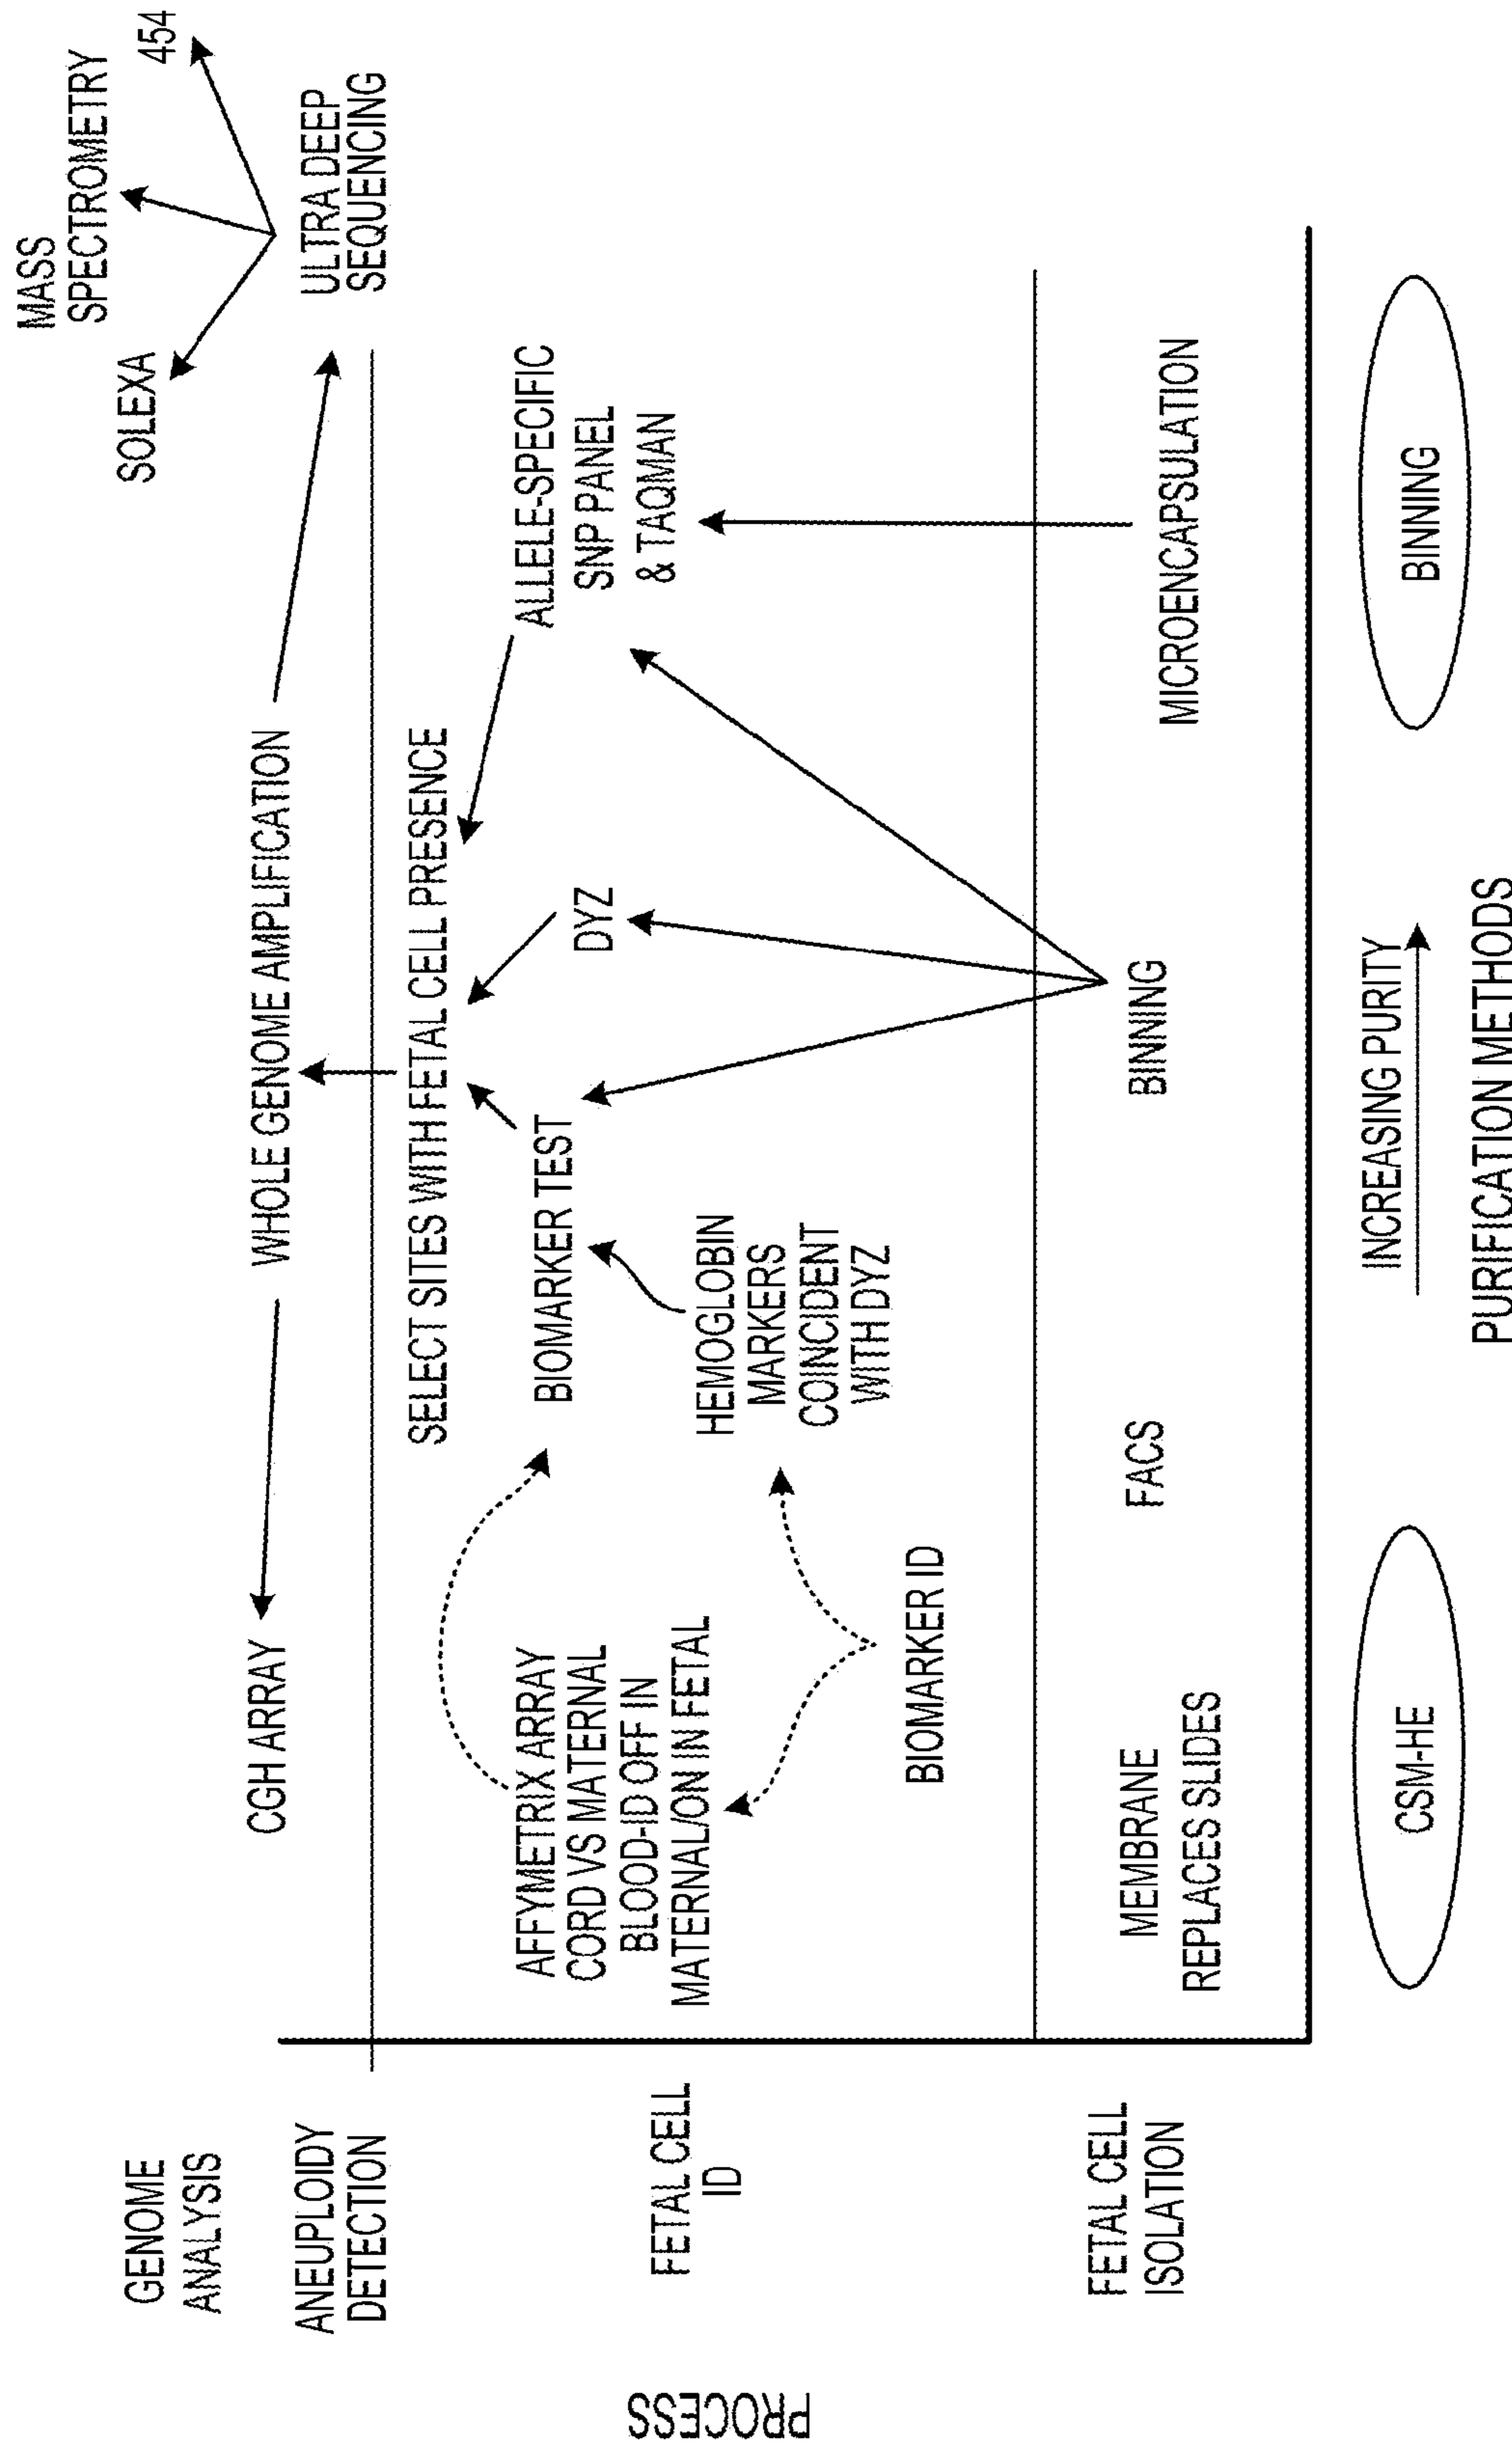 MASS
SPECTROMETRY
SOLEXA
454
GENOME
ANALYSIS
CGH ARRAY
WHOLE GENOME AMPLIFICATION
ULTRA DEEP
SEQUENCING
ANEUPLOIDY
DETECTION
SELECT SITES WITH FETAL CELL PRESENCE
AFFYMETRIX ARRAY
CORD VS MATERNAL
BLOOD-ID OFF IN
MATERNAL/ON IN FETAL
BIOMARKER TEST
DYZ
ALLELE-SPECIFIC
SNP PANEL
& TAQMAN
PROCESS
FETAL CELL
ID
HEMOGLOBIN
MARKERS
COINCIDENT
WITH DYZ
BIOMARKER ID
FETAL CELL
ISOLATION
MEMBRANE
REPLACES SLIDES
FACS
BINNING
MICROENCAPSULATION
CSM-HE
INCREASING PURITY
BINNING
PURIFICATION METHODS